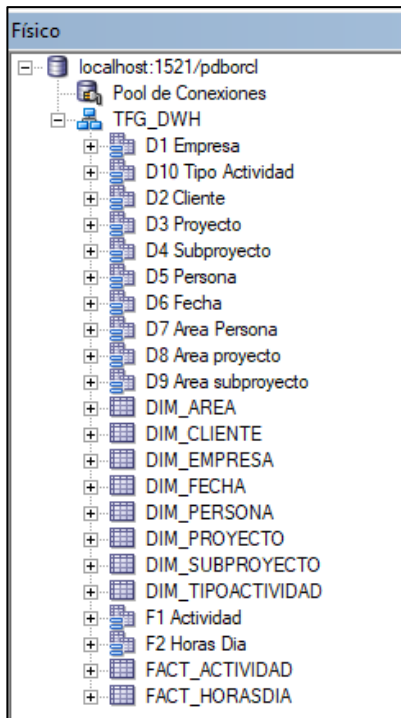 Físico
localhost:1521/pdborcl
Pool de Conexiones
TFG_DWH
D1 Empresa
D10 Tipo Actividad
D2 Cliente
D3 Proyecto
D4 Subproyecto
D5 Persona
D6 Fecha
D7 Area Persona
D8 Area proyecto
D9 Area subproyecto
DIM_AREA
DIM_CLIENTE
DIM_EMPRESA
DIM_FECHA
DIM_PERSONA
DIM_PROYECTO
DIM_SUBPROYECTO
DIM_TIPOACTIVIDAD
F1 Actividad
F2 Horas Dia
FACT_ACTIVIDAD
FACT_HORASDIA